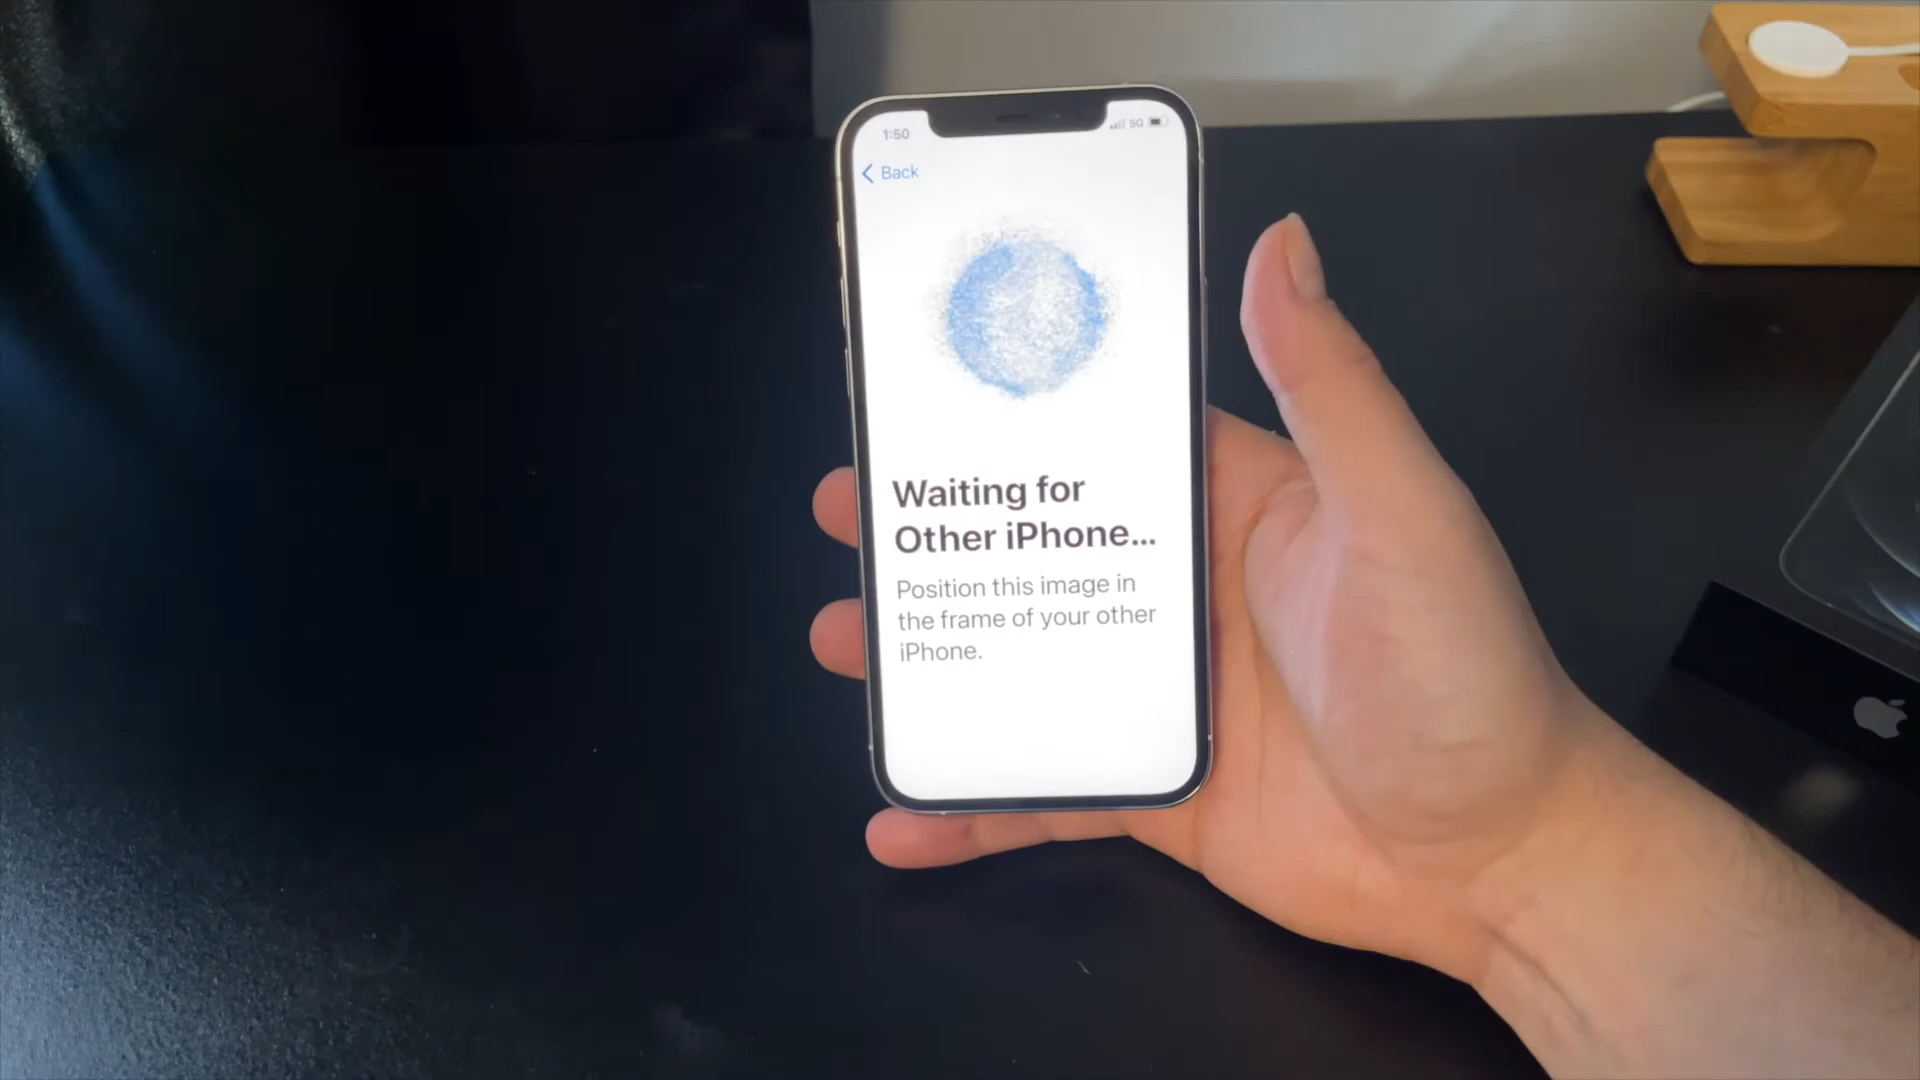 1:50
5G
Back
Waiting for
Other iPhone...
Position this image in
the frame of your other
iPhone.